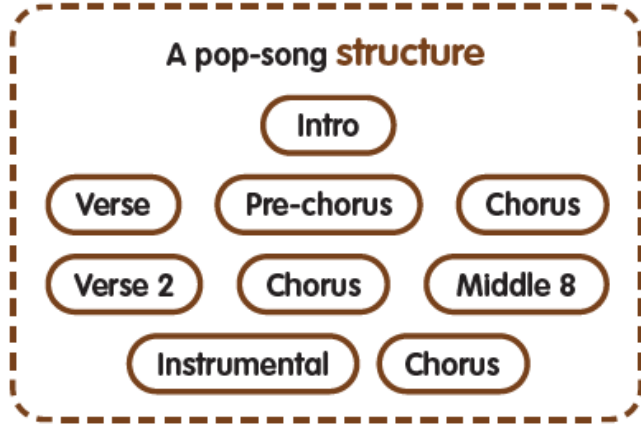 A pop-song structure
Intro
Verse Pre-chorus Chorus
Verse 2 Chorus Middle 8
Instrumental Chorus